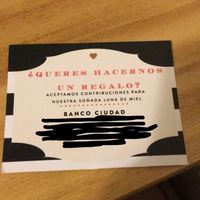 ¿QUERES HACERNOS
UN REGALO?
ACEPTAMOS CONTRIBUCIONES PARA
NUESTRA SOÑADA LUNA DE MIEL
BANCO CIUDAD